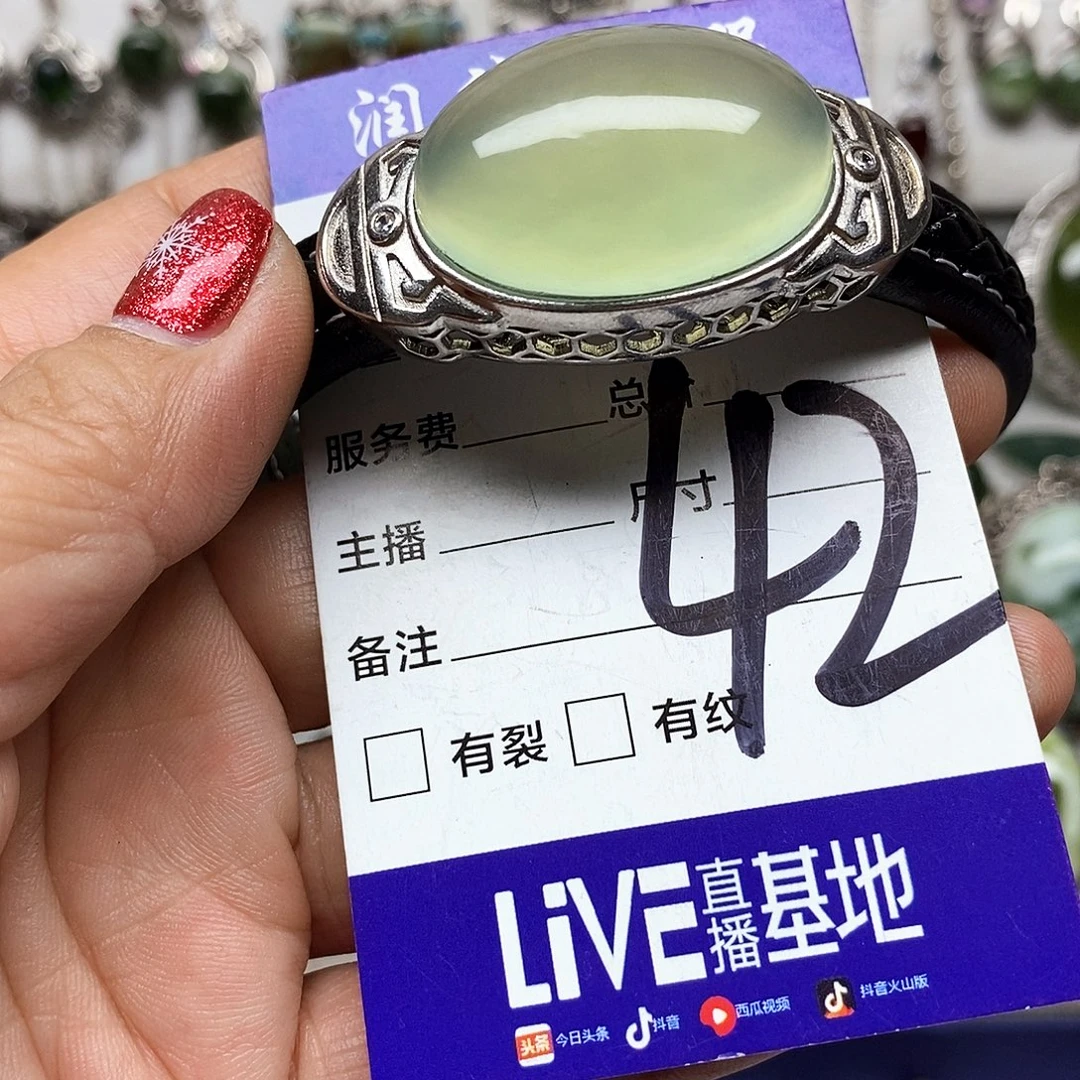 润
服务费 总
主播 尺寸
42
备注
有裂 有纹
LiVE直播基地
头条 今日头条 抖音 西瓜视频 抖音火山版